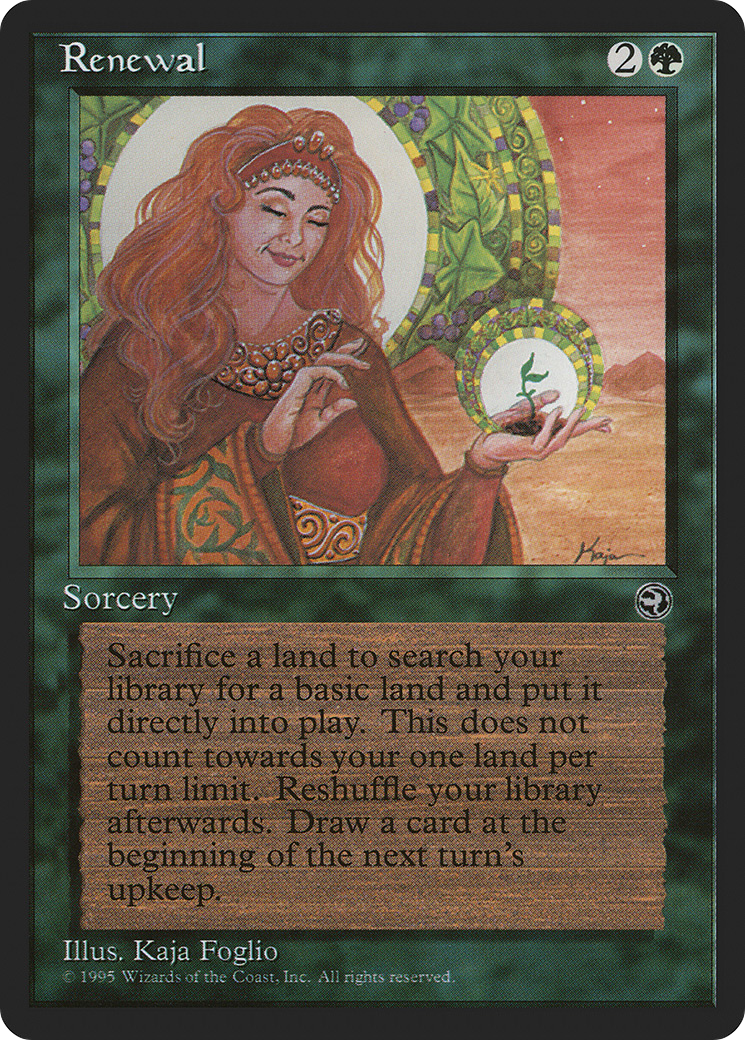 Renewal
2
Kaja
Sorcery
Sacrifice a land to search your
library for a basic land and put it
directly into play. This does not
count towards your one land per
turn limit. Reshuffle your library
afterwards. Draw a card at the
beginning of the next turn's
upkeep.
Illus. Kaja Foglio
© 1995 Wizards of the Coast, Inc. All rights reserved.